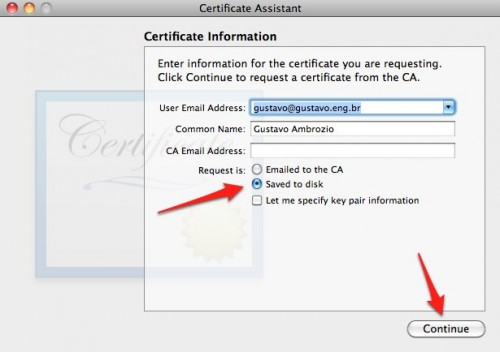 Certificate Assistant
Certificate Information
Enter information for the certificate you are requesting.
Click Continue to request a certificate from the CA.
User Email Address: gustavo@gustavo.eng.br
Common Name: Gustavo Ambrozio
CA Email Address:
Request is: Emailed to the CA
Saved to disk
Let me specify key pair information
Certificate
Continue